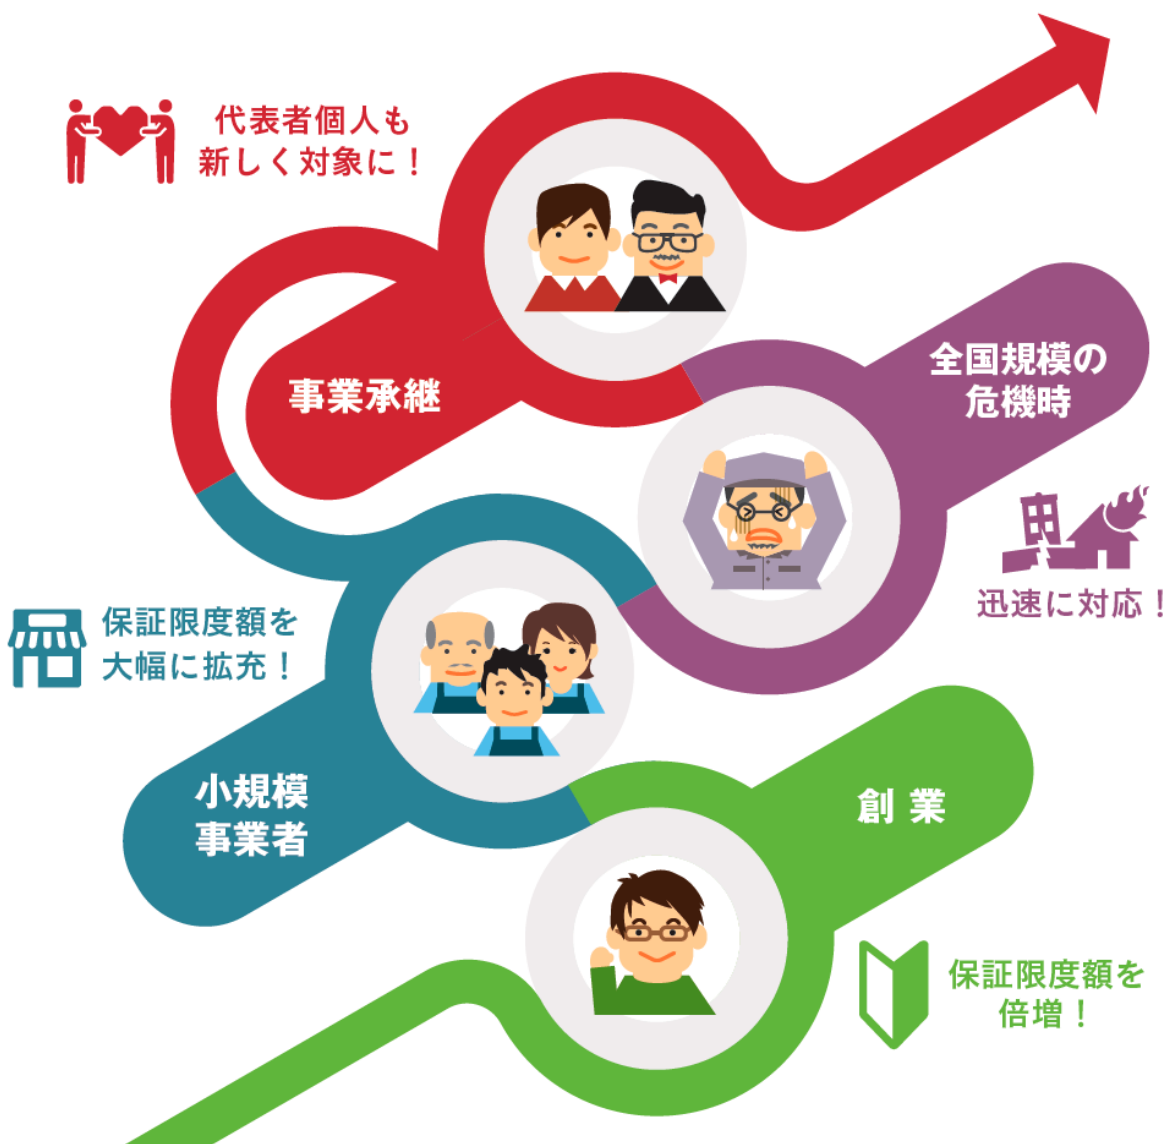 代表者個人も
新しく対象に！
事業承継
全国規模の
危機時
迅速に対応！
保証限度額を
大幅に拡充！
小規模
事業者
創業
保証限度額を
倍増！